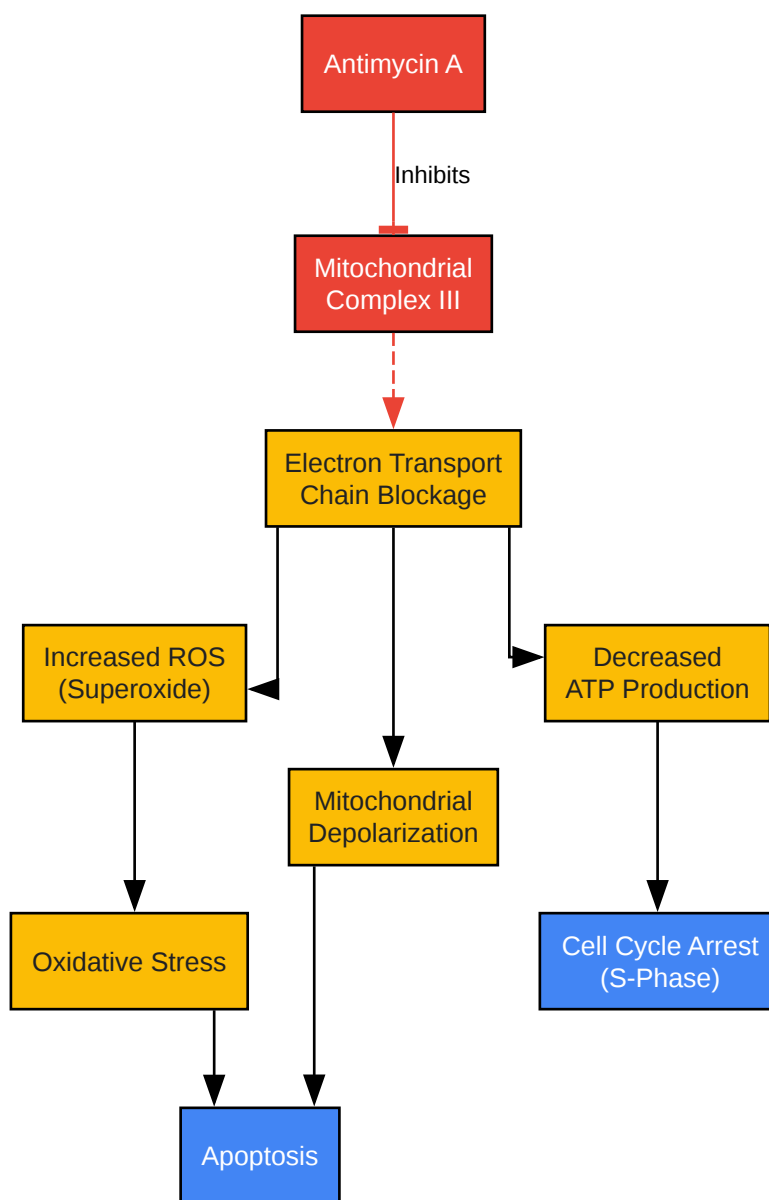 Antimycin A
Inhibits
Mitochondrial
Complex III
Electron Transport
Chain Blockage
Increased ROS
(Superoxide)
Decreased
ATP Production
Mitochondrial
Depolarization
Oxidative Stress
Cell Cycle Arrest
(S-Phase)
Apoptosis